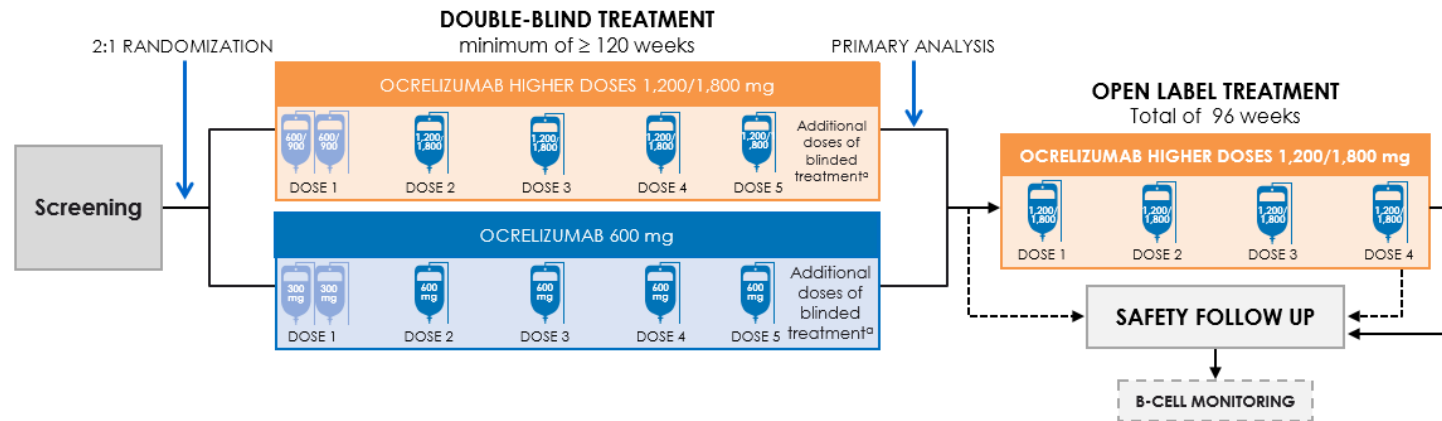 DOUBLE-BLIND TREATMENT
minimum of ≥ 120 weeks
2:1 RANDOMIZATION
PRIMARY ANALYSIS
Screening
OCRELIZUMAB HIGHER DOSES 1,200/1,800 mg
600/
900
600/
900
1,200/
1,800
1,200/
1,800
1,200/
1,800
1,200/
,800
DOSE 1
DOSE 2
DOSE 3
DOSE 4
DOSE 5
Additional
doses of
blinded
treatmentᵃ
OCRELIZUMAB 600 mg
300
mg
300
mg
600
mg
600
mg
600
mg
600
mg
DOSE 1
DOSE 2
DOSE 3
DOSE 4
DOSE 5
Additional
doses of
blinded
treatmentᵃ
OPEN LABEL TREATMENT
Total of 96 weeks
OCRELIZUMAB HIGHER DOSES 1,200/1,800 mg
1,200/
1,800
1,200/
1,800
1,200/
1,800
1,200/
1,800
DOSE 1
DOSE 2
DOSE 3
DOSE 4
SAFETY FOLLOW UP
B-CELL MONITORING